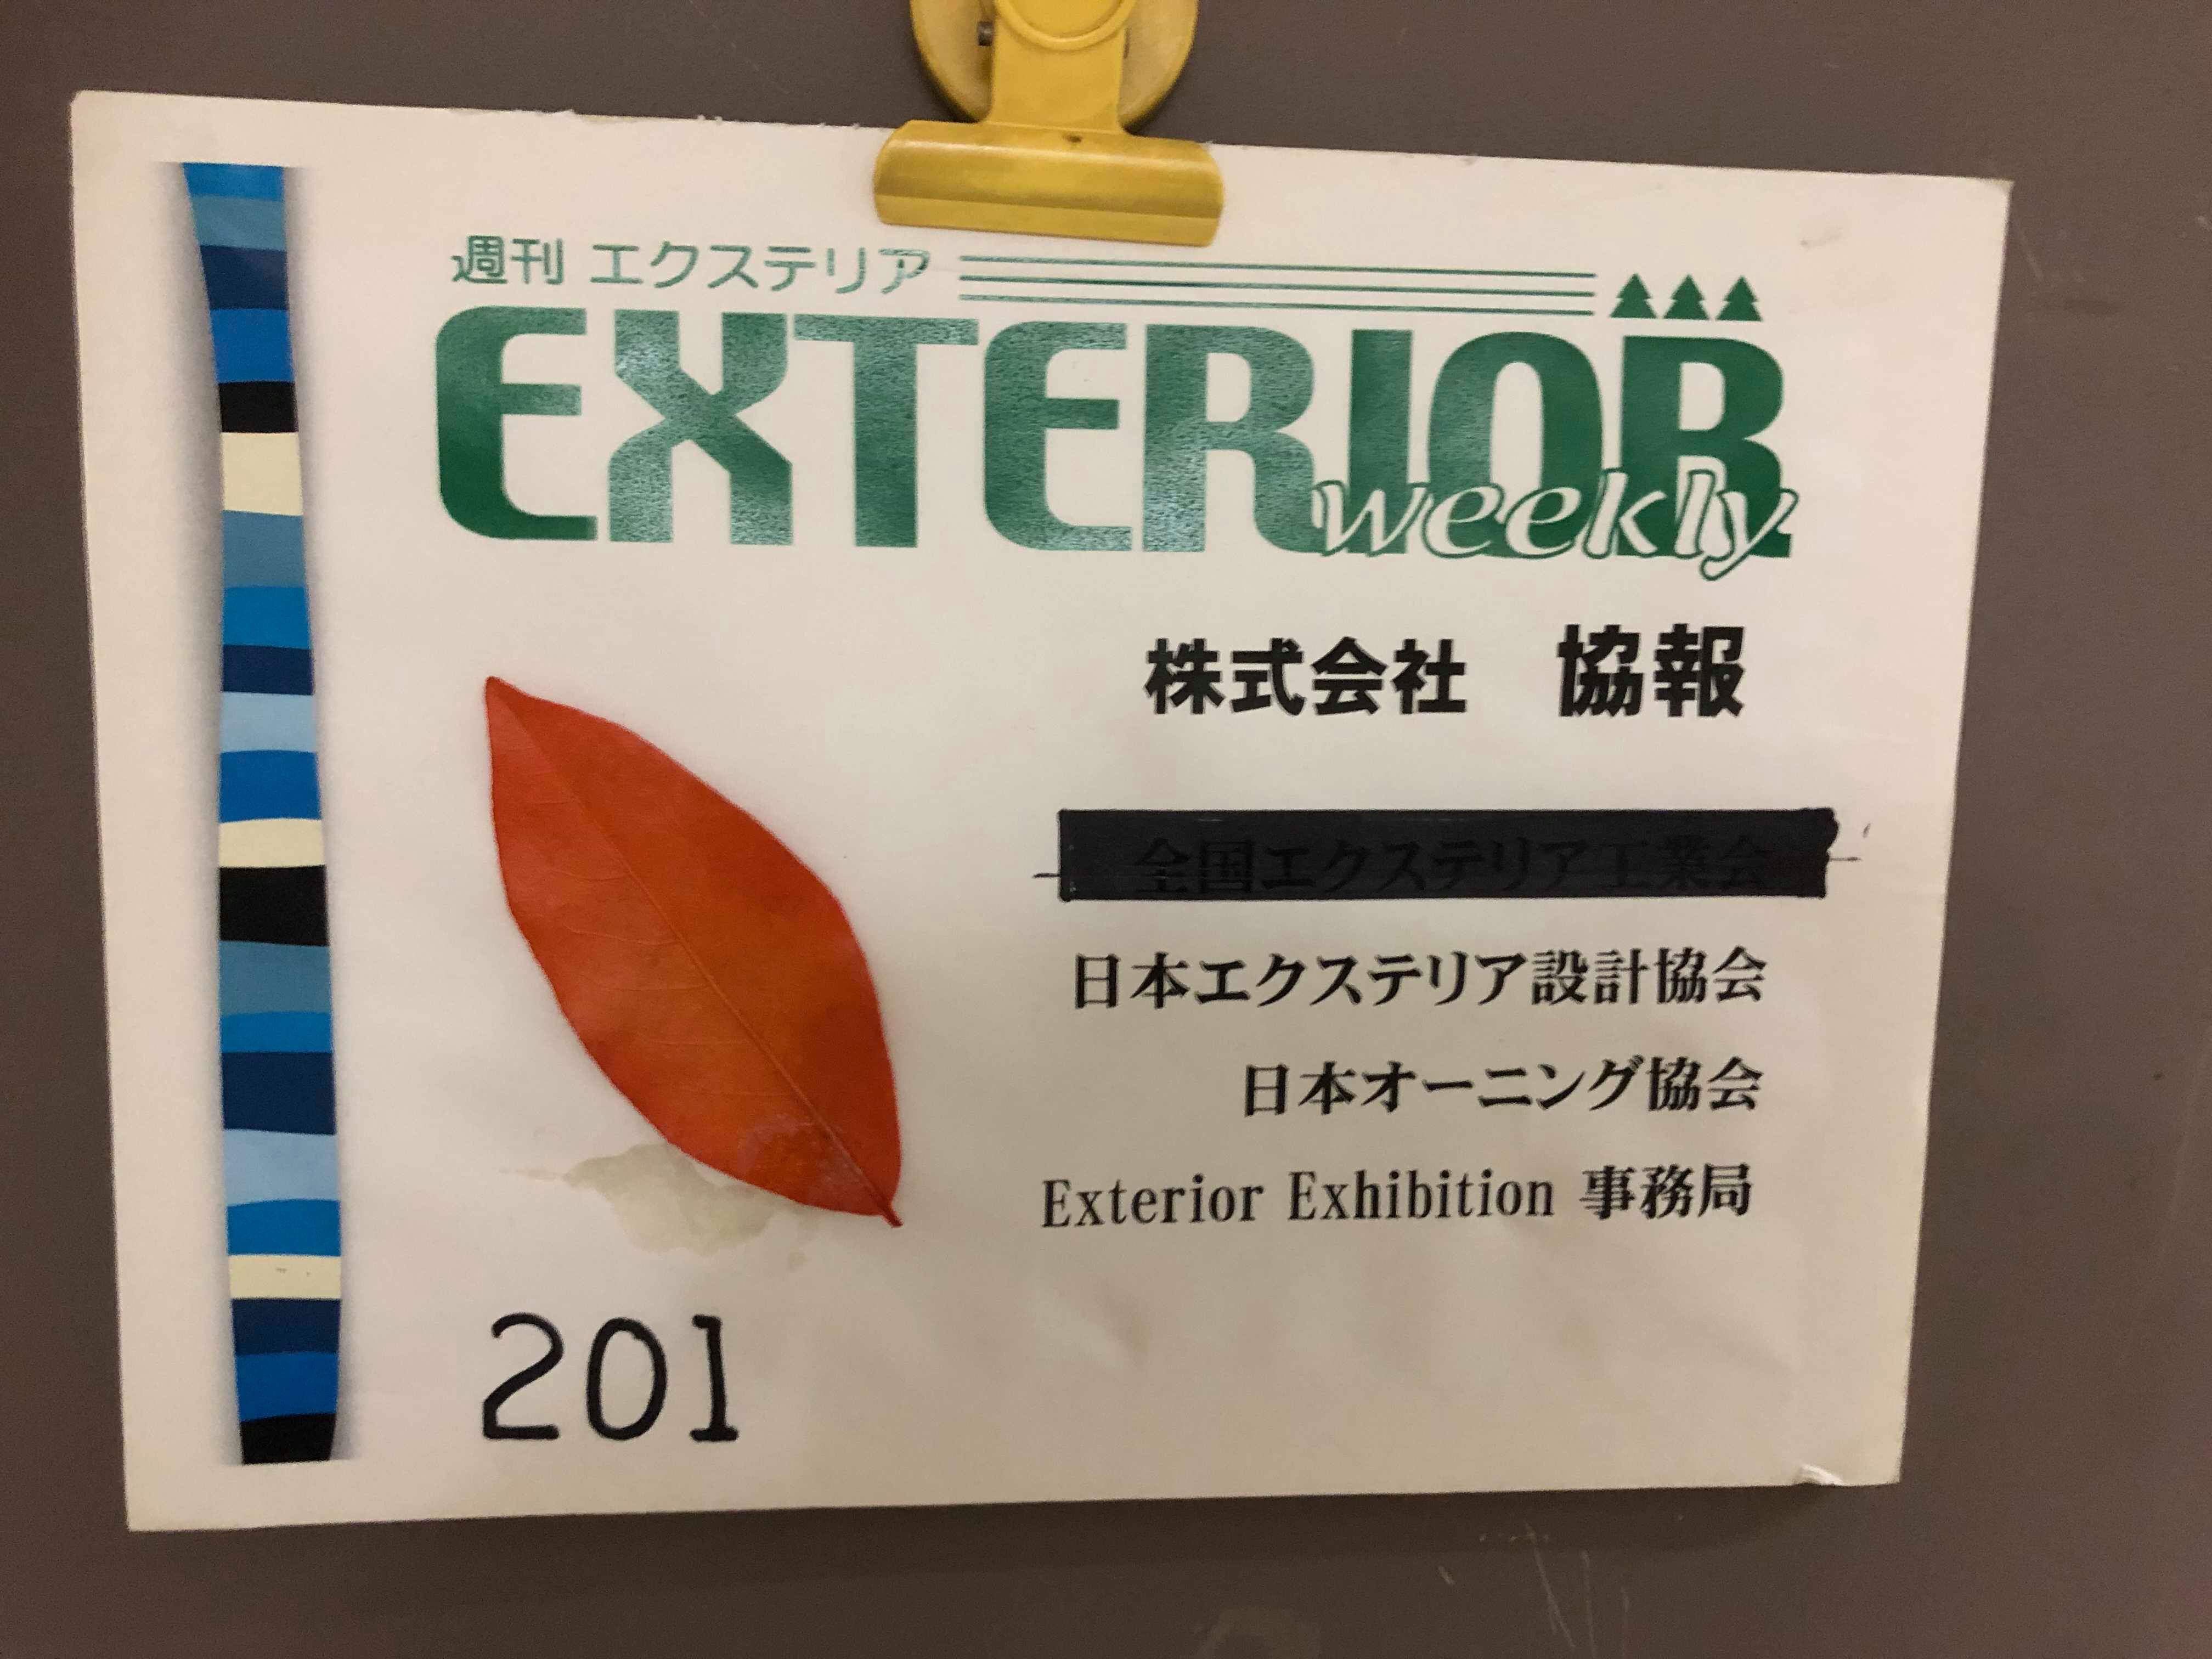 週刊 エクステリア
EXTERIOR
weekly
株式会社 協報
全国エクステリア工業会
日本エクステリア設計協会
日本オーニング協会
Exterior Exhibition 事務局
201